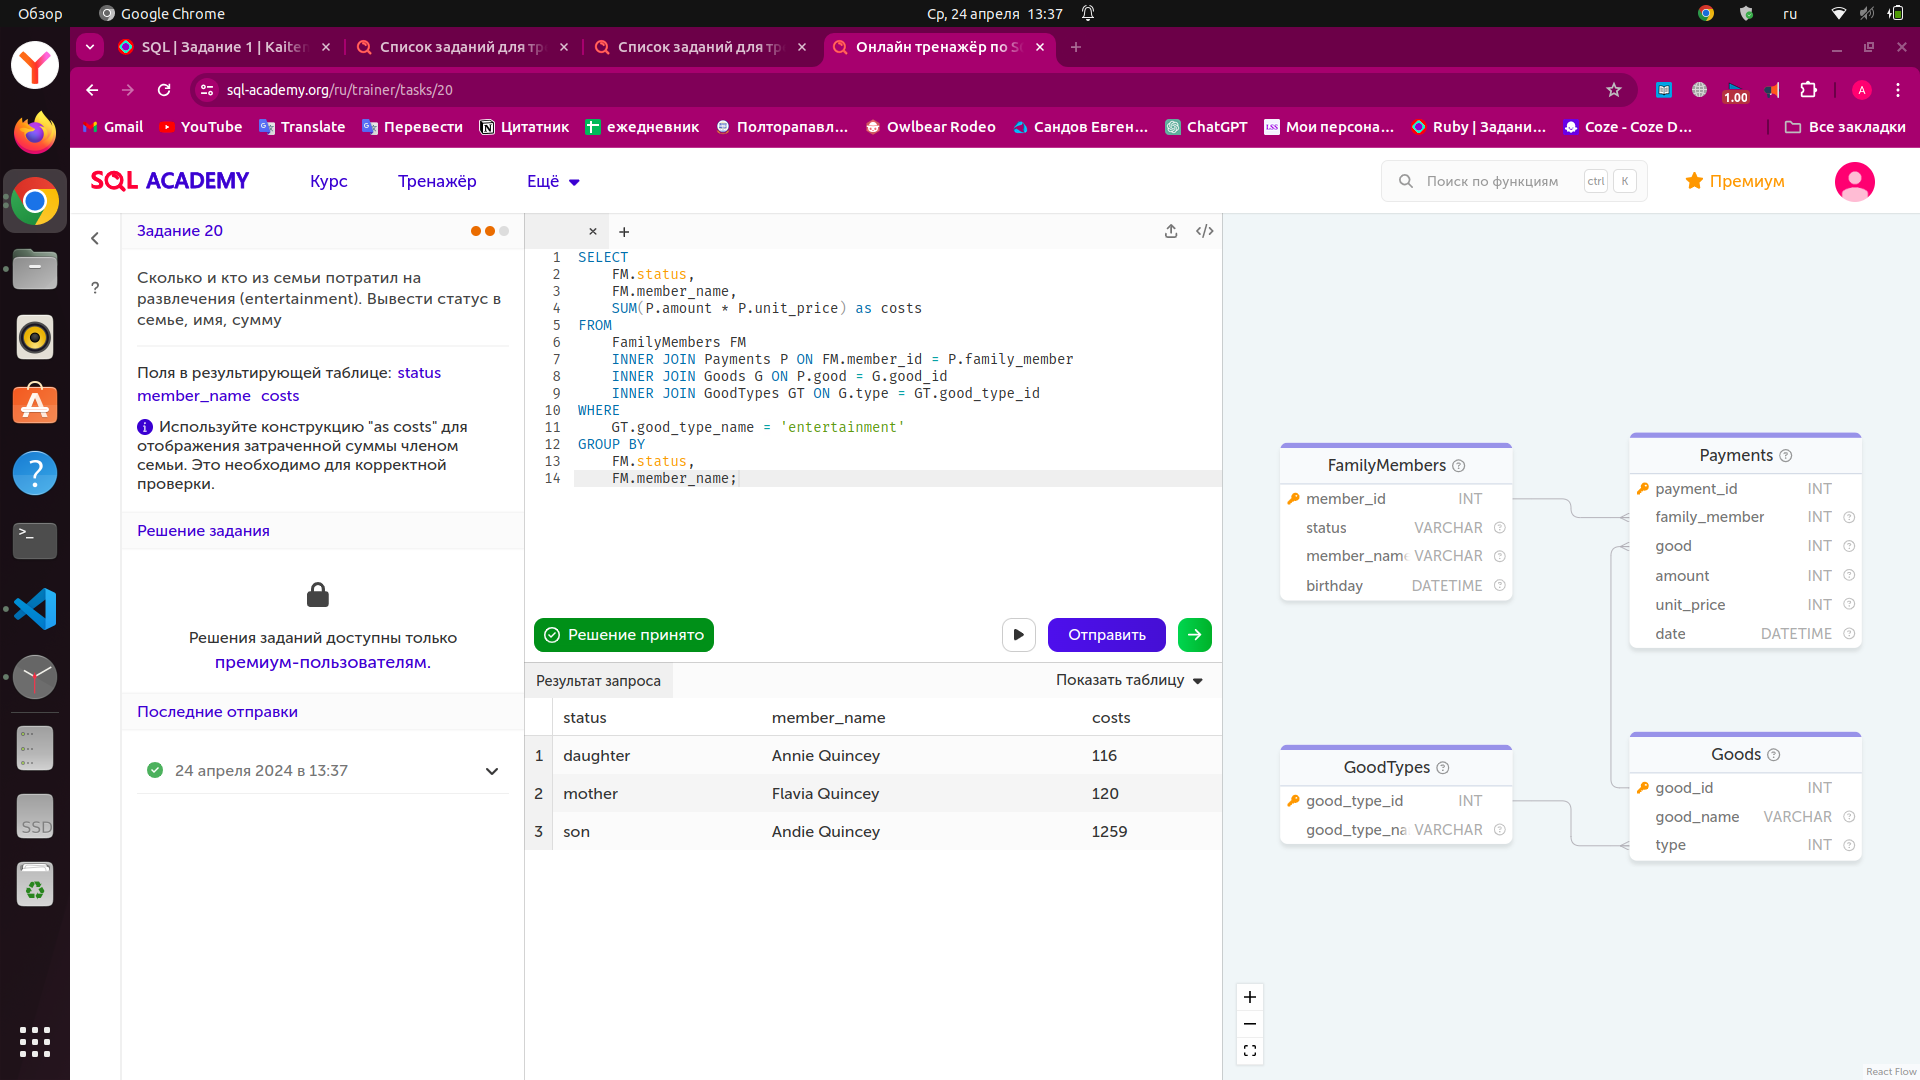 Обзор
Google Chrome
Ср, 24 апреля 13:37
ru
SQL | Задание 1 | Kaiten
Список заданий для тр
Список заданий для тр
Онлайн тренажёр по S
sql-academy.org/ru/trainer/tasks/20
1.00
A
Gmail
YouTube
Translate
Перевести
Цитатник
ежедневник
Полторапавл...
Owlbear Rodeo
Сандов Евген...
ChatGPT
LSS
Мои персона...
Ruby | Задани...
Coze - Coze D...
Все закладки
SQL ACADEMY
Курс
Тренажёр
Ещё
Поиск по функциям
ctrl
K
Премиум
Задание 20
?
Сколько и кто из семьи потратил на
развлечения (entertainment). Вывести статус в
семье, имя, сумму
Поля в результирующей таблице: status
member_name costs
Используйте конструкцию "as costs" для
отображения затраченной суммы членом
семьи. Это необходимо для корректной
проверки.
Решение задания
Решения заданий доступны только
премиум-пользователям.
Последние отправки
24 апреля 2024 в 13:37
1 SELECT
2 FM.status,
3 FM.member_name,
4 SUM(P.amount * P.unit_price) as costs
5 FROM
6 FamilyMembers FM
7 INNER JOIN Payments P ON FM.member_id = P.family_member
8 INNER JOIN Goods G ON P.good = G.good_id
9 INNER JOIN GoodTypes GT ON G.type = GT.good_type_id
10 WHERE
11 GT.good_type_name = 'entertainment'
12 GROUP BY
13 FM.status,
14 FM.member_name;
Решение принято
Отправить
Результат запроса
Показать таблицу
status member_name costs
1 daughter Annie Quincey 116
2 mother Flavia Quincey 120
3 son Andie Quincey 1259
FamilyMembers
member_id INT
status VARCHAR
member_name VARCHAR
birthday DATETIME
Payments
payment_id INT
family_member INT
good INT
amount INT
unit_price INT
date DATETIME
GoodTypes
good_type_id INT
good_type_na VARCHAR
Goods
good_id INT
good_name VARCHAR
type INT
React Flow
SSD